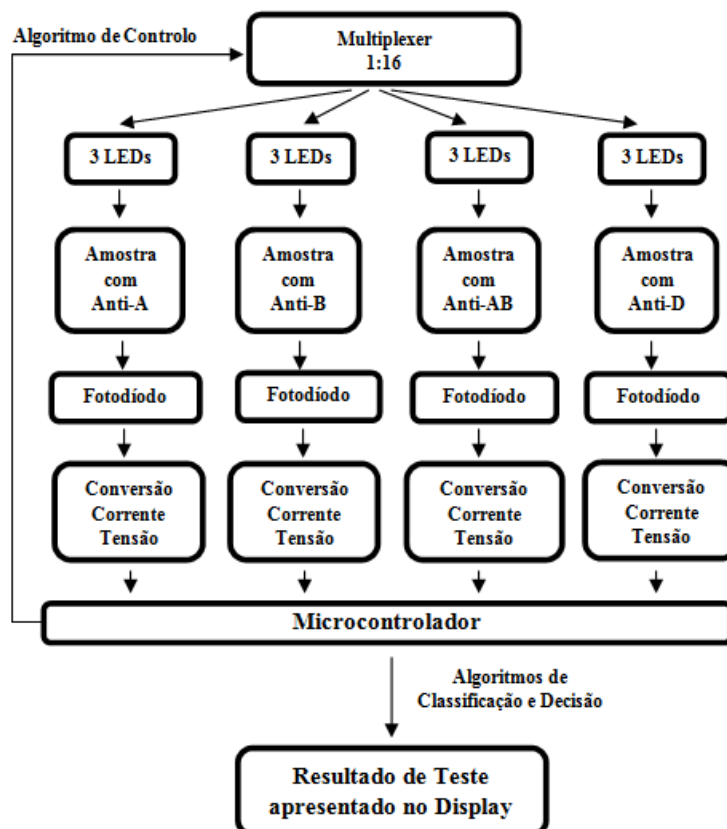 Algoritmo de Controlo
Multiplexer
1:16
3 LEDs
3 LEDs
3 LEDs
3 LEDs
Amostra
com
Anti-A
Amostra
com
Anti-B
Amostra
com
Anti-AB
Amostra
com
Anti-D
Fotodíodo
Fotodíodo
Fotodíodo
Fotodíodo
Conversão
Corrente
Tensão
Conversão
Corrente
Tensão
Conversão
Corrente
Tensão
Conversão
Corrente
Tensão
Microcontrolador
Algoritmos de
Classificação e Decisão
Resultado de Teste
apresentado no Display